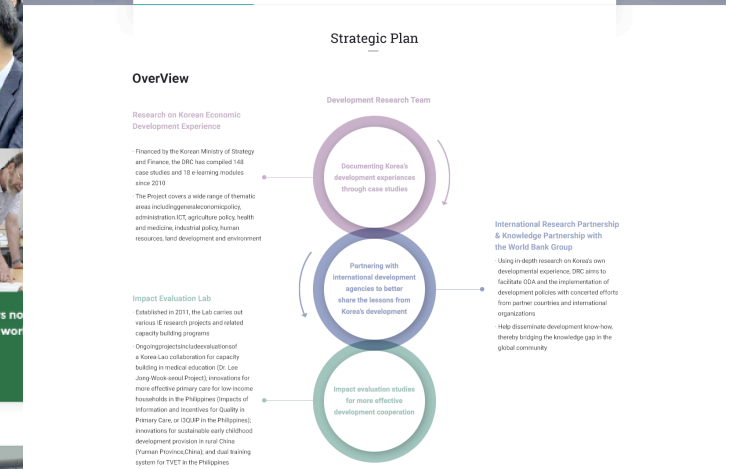 Strategic Plan
OverView
Development Research Team
Research on Korean Economic
Development Experience
· Financed by the Korean Ministry of Strategy
and Finance, the DRC has compiled 148
case studies and 18 e-learning modules
since 2010
· The Project covers a wide range of thematic
areas includinggeneraleconomicpolicy,
administration.ICT, agriculture policy, health
and medicine, industrial policy, human
resources, land development and environment
Documenting Korea's
development experiences
through case studies
International Research Partnership
& Knowledge Partnership with
the World Bank Group
· Using in-depth research on Korea's own
developmental experience, DRC aims to
facilitate ODA and the implementation of
development policies with concerted efforts
from partner countries and international
organizations
· Help disseminate development know-how,
thereby bridging the knowledge gap in the
global community
Partnering with
international development
agencies to better
share the lessons from
Korea's development
Impact Evaluation Lab
· Established in 2011, the Lab carries out
various IE research projects and related
capacity building programs
· Ongoingprojectsincludeevaluationsof
a Korea-Lao collaboration for capacity
building in medical education (Dr. Lee
Jong-Wook-seoul Project); innovations for
more effective primary care for low-income
households in the Philippines (Impacts of
Information and Incentives for Quality in
Primary Care, or I3QUIP in the Philippines);
innovations for sustainable early childhood
development provision in rural China
(Yunnan Province,China); and dual training
system for TVET in the Philippines
Impact evaluation studies
for more effective
development cooperation